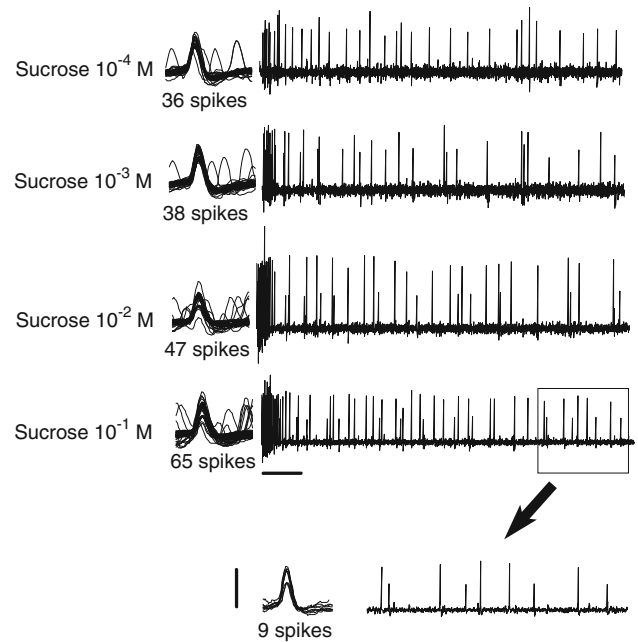 Sucrose 10⁻⁴ M
36 spikes
Sucrose 10⁻³ M
38 spikes
Sucrose 10⁻² M
47 spikes
Sucrose 10⁻¹ M
65 spikes
9 spikes